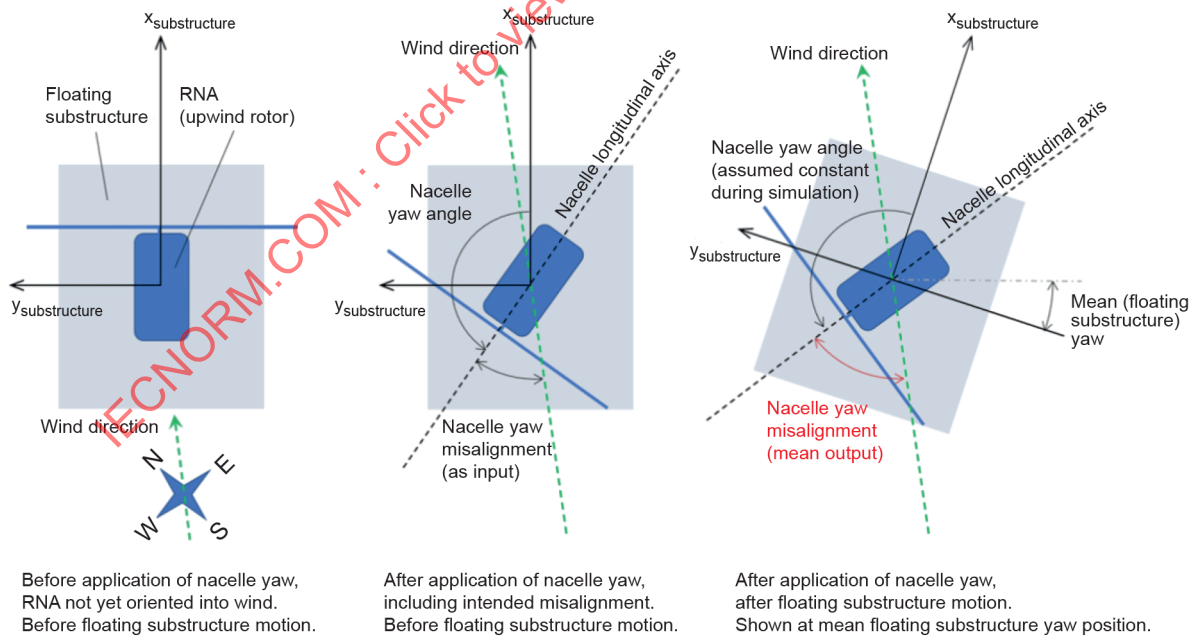 xsubstructure
Floating
substructure
RNA
(upwind rotor)
ysubstructure
Wind direction
N
E
W
S
Before application of nacelle yaw,
RNA not yet oriented into wind.
Before floating substructure motion.
xsubstructure
Wind direction
Nacelle longitudinal axis
Nacelle
yaw angle
ysubstructure
Nacelle yaw
misalignment
(as input)
After application of nacelle yaw,
including intended misalignment.
Before floating substructure motion.
xsubstructure
Wind direction
Nacelle longitudinal axis
Nacelle yaw angle
(assumed constant
during simulation)
ysubstructure
Mean (floating
substructure)
yaw
Nacelle yaw
misalignment
(mean output)
After application of nacelle yaw,
after floating substructure motion.
Shown at mean floating substructure yaw position.
IECNORM.COM : Click to view